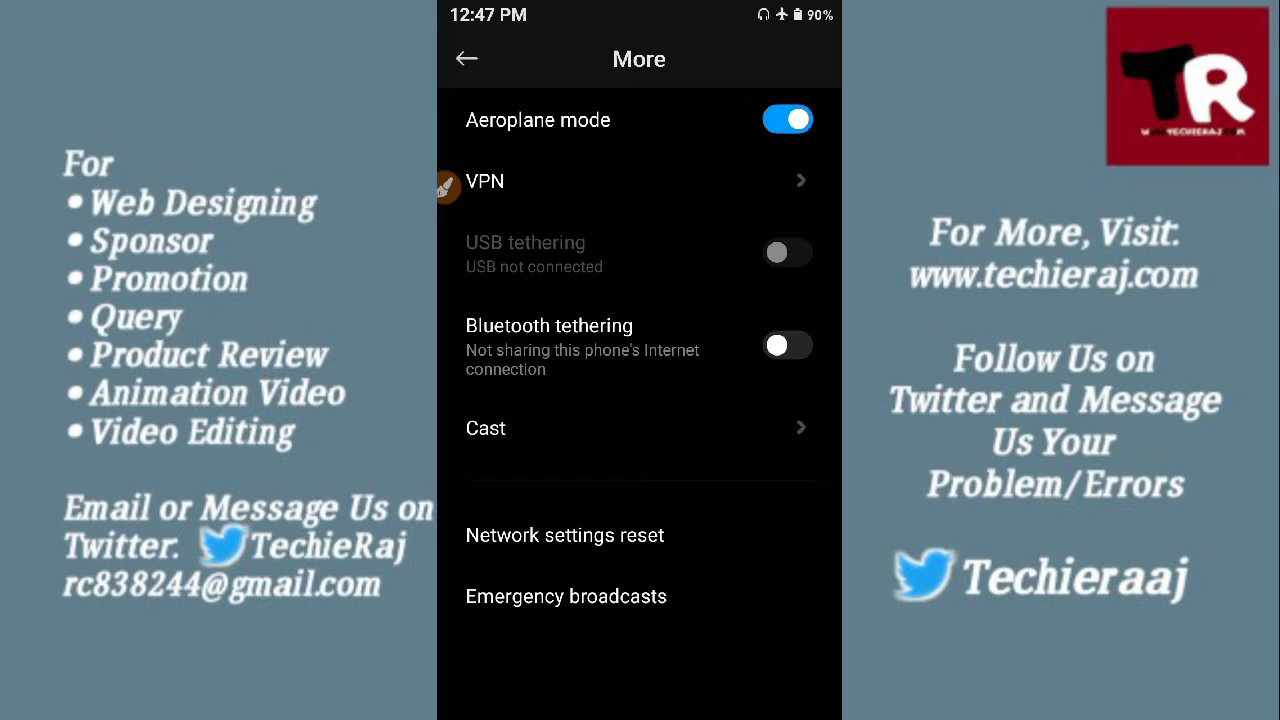 For
• Web Designing
• Sponsor
• Promotion
• Query
• Product Review
• Animation Video
• Video Editing
Email or Message Us on
Twitter. TechieRaj
rc838244@gmail.com
12:47 PM
90%
More
Aeroplane mode
VPN
USB tethering
USB not connected
Bluetooth tethering
Not sharing this phone's Internet
connection
Cast
Network settings reset
Emergency broadcasts
TR
For More, Visit:
www.techieraj.com
Follow Us on
Twitter and Message
Us Your
Problem/Errors
Techieraaj